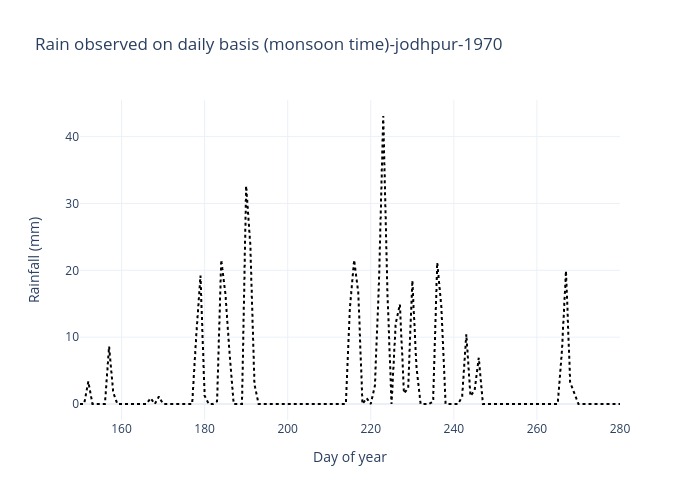 Rain observed on daily basis (monsoon time)-jodhpur-1970
40
30
20
10
0
Rainfall (mm)
160 180 200 220 240 260 280
Day of year